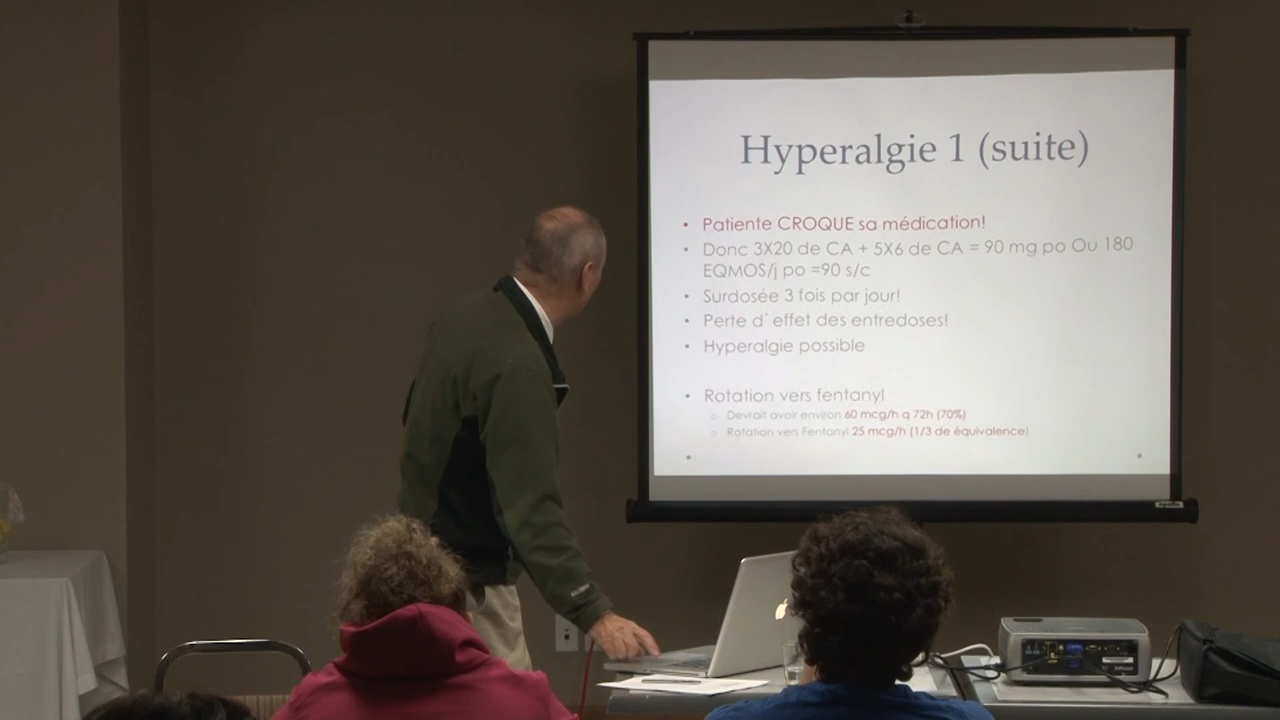 Hyperalgie 1 (suite)
• Patiente CROQUE sa médication!
• Donc 3X20 de CA + 5X6 de CA = 90 mg po Ou 180
EQMOS/j po =90 s/c
• Surdosée 3 fois par jour!
• Perte d' effet des entredoses!
• Hyperalgie possible
• Rotation vers fentanyl
○ Devrait avoir environ 60 mcg/h q 72h (70%)
○ Rotation vers Fentanyl 25 mcg/h (1/3 de équivalence)